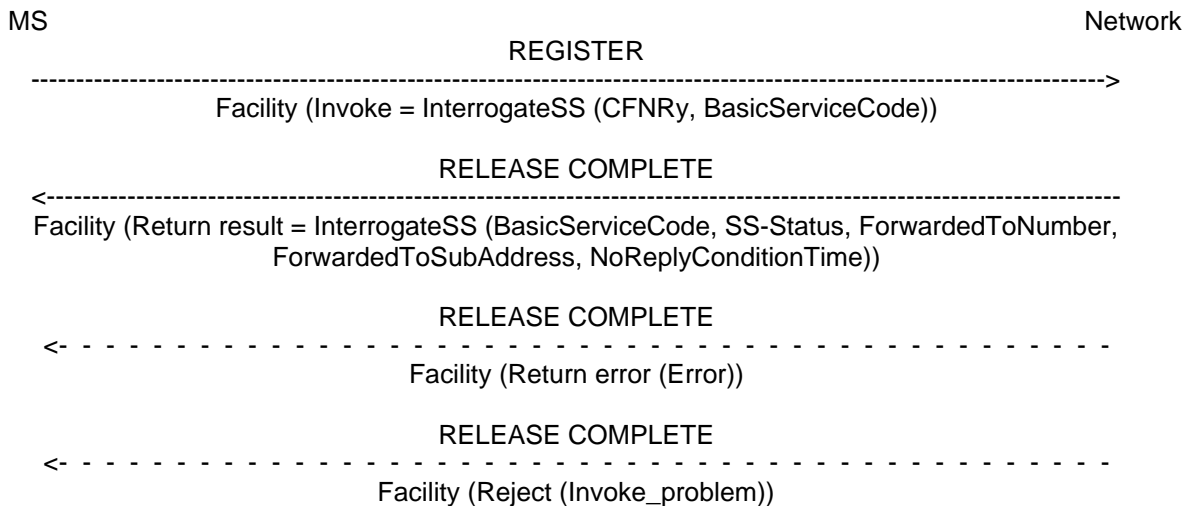 MS Network
REGISTER
Facility (Invoke = InterrogateSS (CFNRy, BasicServiceCode))
RELEASE COMPLETE
Facility (Return result = InterrogateSS (BasicServiceCode, SS-Status, ForwardedToNumber,
ForwardedToSubAddress, NoReplyConditionTime))
RELEASE COMPLETE
Facility (Return error (Error))
RELEASE COMPLETE
Facility (Reject (Invoke_problem))